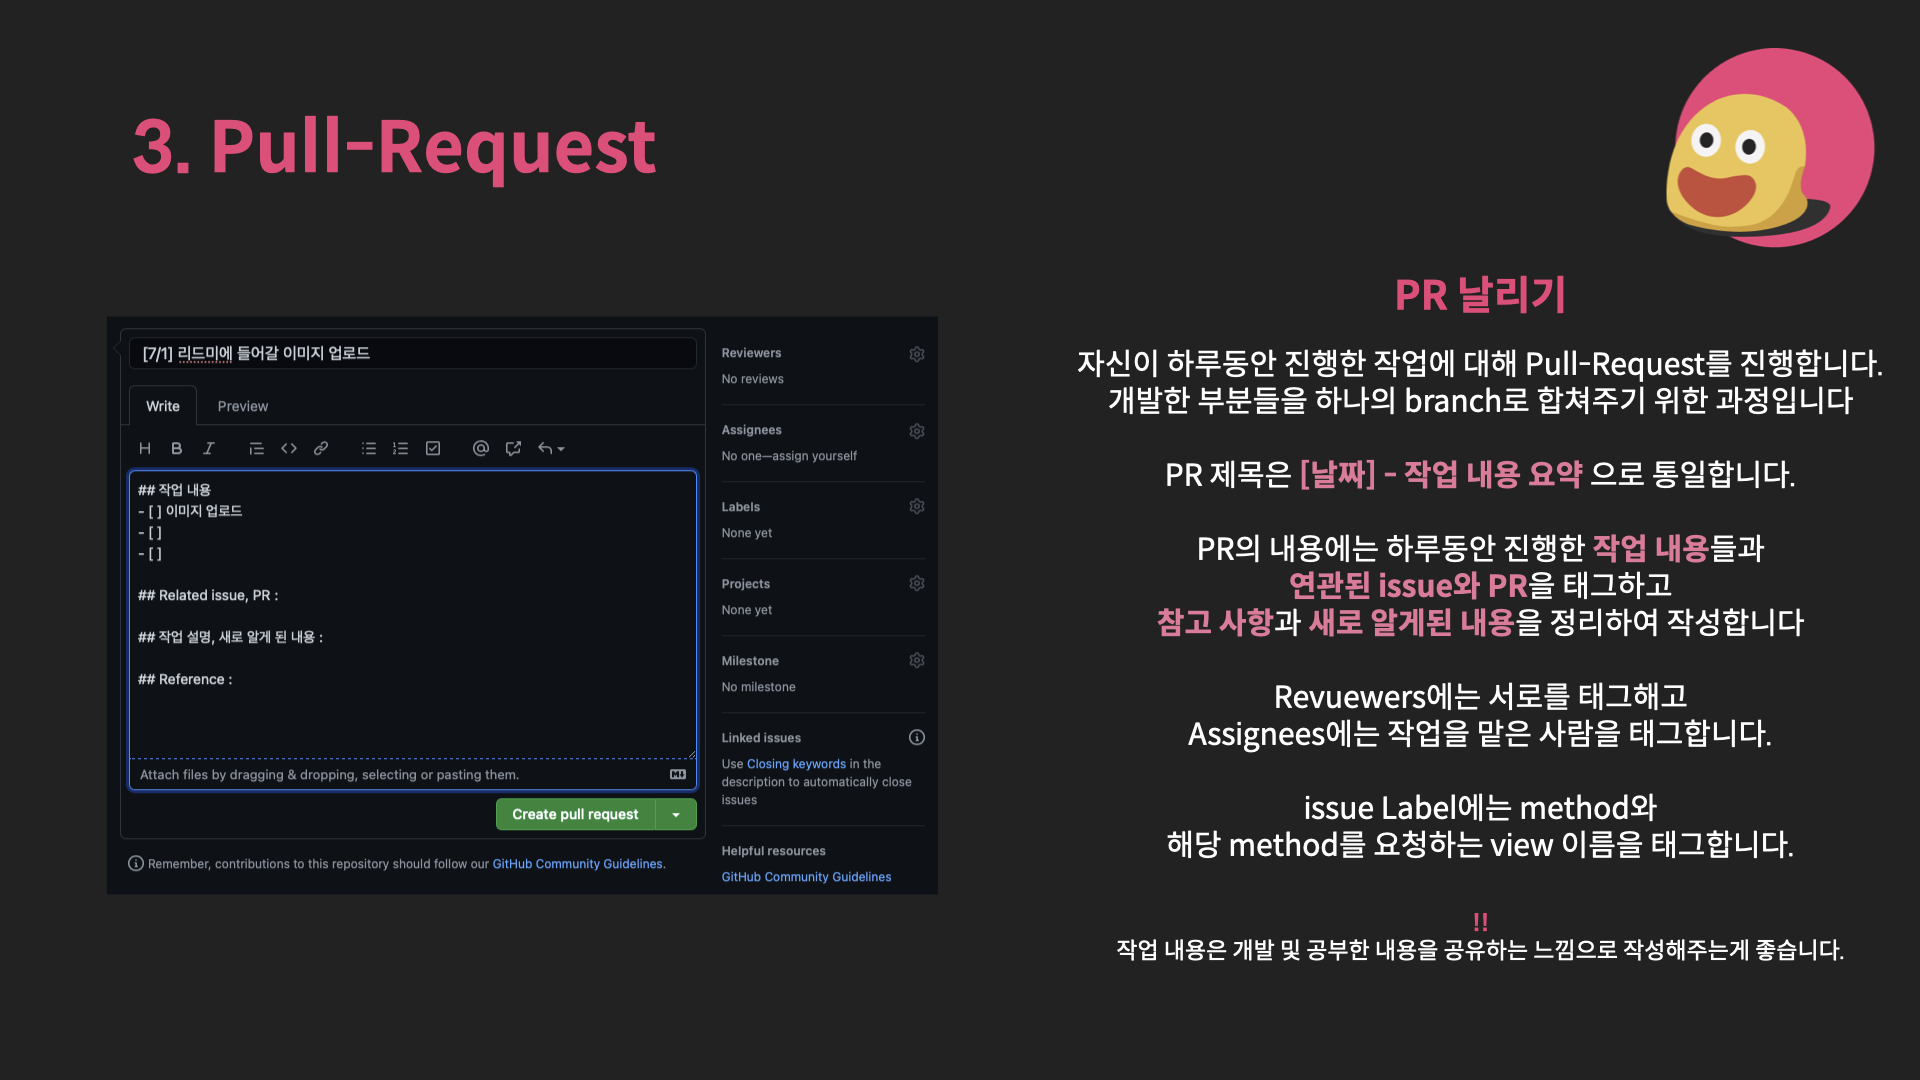 3. Pull-Request
[7/1] 리드미에 들어갈 이미지 업로드
Write
Preview
H B I
## 작업 내용
- [ ] 이미지 업로드
- [ ]
- [ ]
## Related issue, PR :
## 작업 설명, 새로 알게 된 내용 :
## Reference :
Attach files by dragging & dropping, selecting or pasting them.
Create pull request
Remember, contributions to this repository should follow our GitHub Community Guidelines.
Reviewers
No reviews
Assignees
No one—assign yourself
Labels
None yet
Projects
None yet
Milestone
No milestone
Linked issues
Use Closing keywords in the
description to automatically close
issues
Helpful resources
GitHub Community Guidelines
PR 날리기
자신이 하루동안 진행한 작업에 대해 Pull-Request를 진행합니다.
개발한 부분들을 하나의 branch로 합쳐주기 위한 과정입니다
PR 제목은 [날짜] - 작업 내용 요약 으로 통일합니다.
PR의 내용에는 하루동안 진행한 작업 내용들과
연관된 issue와 PR을 태그하고
참고 사항과 새로 알게된 내용을 정리하여 작성합니다
Revuewers에는 서로를 태그해고
Assignees에는 작업을 맡은 사람을 태그합니다.
issue Label에는 method와
해당 method를 요청하는 view 이름을 태그합니다.
!!
작업 내용은 개발 및 공부한 내용을 공유하는 느낌으로 작성해주는게 좋습니다.